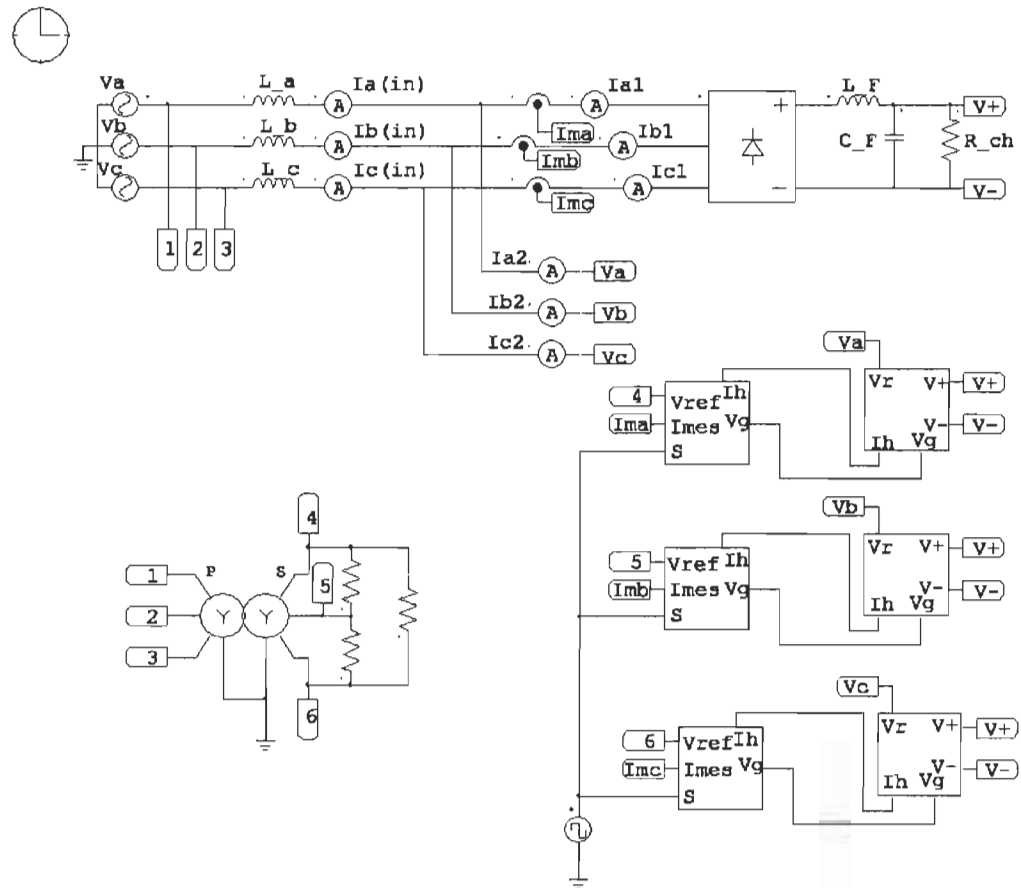 Va L_a Ia(in) Ia1 L_F V+
Vb L_b Ib(in) Ima Ib1 + C_F R_ch
Vc L_c Ic(in) Imb Ic1 − V-
Imc
1 2 3
Ia2 A Va
Ib2 A Vb
Ic2 A Vc
A A A
A A A
Va
4 Vref Ih Vr V+ V+
Ima Imes Vg V- V-
S Ih Vg
Vb
5 Vref Ih Vr V+ V+
Imb Imes Vg V- V-
S Ih Vg
Vc
6 Vref Ih Vr V+ V+
Imc Imes Vg V- V-
S Ih Vg
4
1 P S 5
2 Y Y
3
6